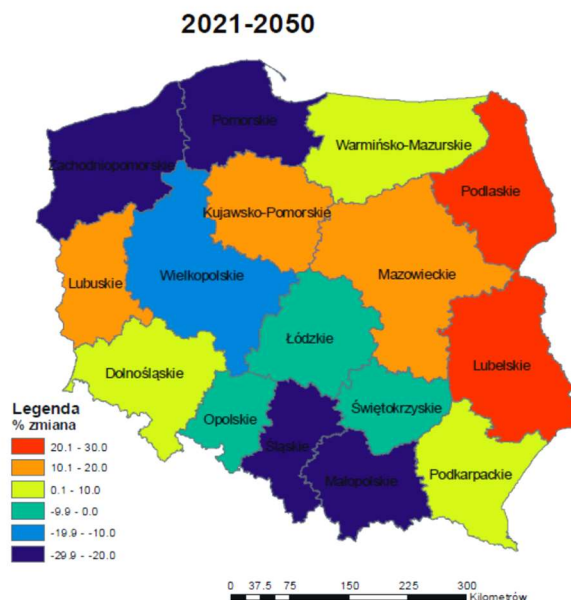 2021-2050
Pomorskie
Warmińsko-Mazurskie
Zachodniopomorskie
Podlaskie
Kujawsko-Pomorskie
Mazowieckie
Wielkopolskie
Lubuskie
Łódzkie
Lubelskie
Dolnośląskie
Świętokrzyskie
Opolskie
Śląskie
Podkarpackie
Małopolskie
Legenda
% zmiana
20.1 - 30.0
10.1 - 20.0
0.1 - 10.0
-9.9 - 0.0
-19.9 - -10.0
-29.9 - -20.0
0 37.5 75 150 225 300
Kilometrów